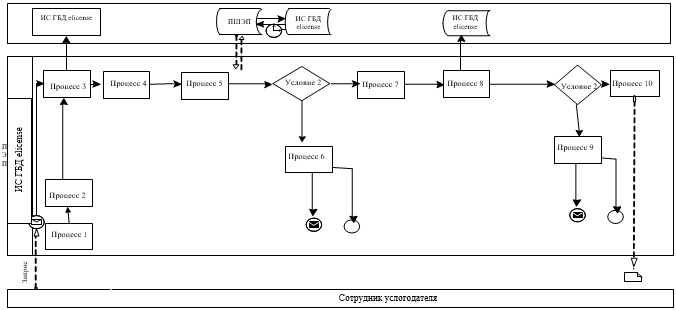 ИС ГБД elicense
ПШЭП
ИС ГБД
elicense
ИС ГБД
elicense
Процесс 3
Процесс 4
Процесс 5
Условие 2
Процесс 7
Процесс 8
Условие 2
Процесс 10
П
Э
П
ИС ГБД elicense
Процесс 6
Процесс 9
Процесс 2
Процесс 1
Запрос
Сотрудник услогодателя